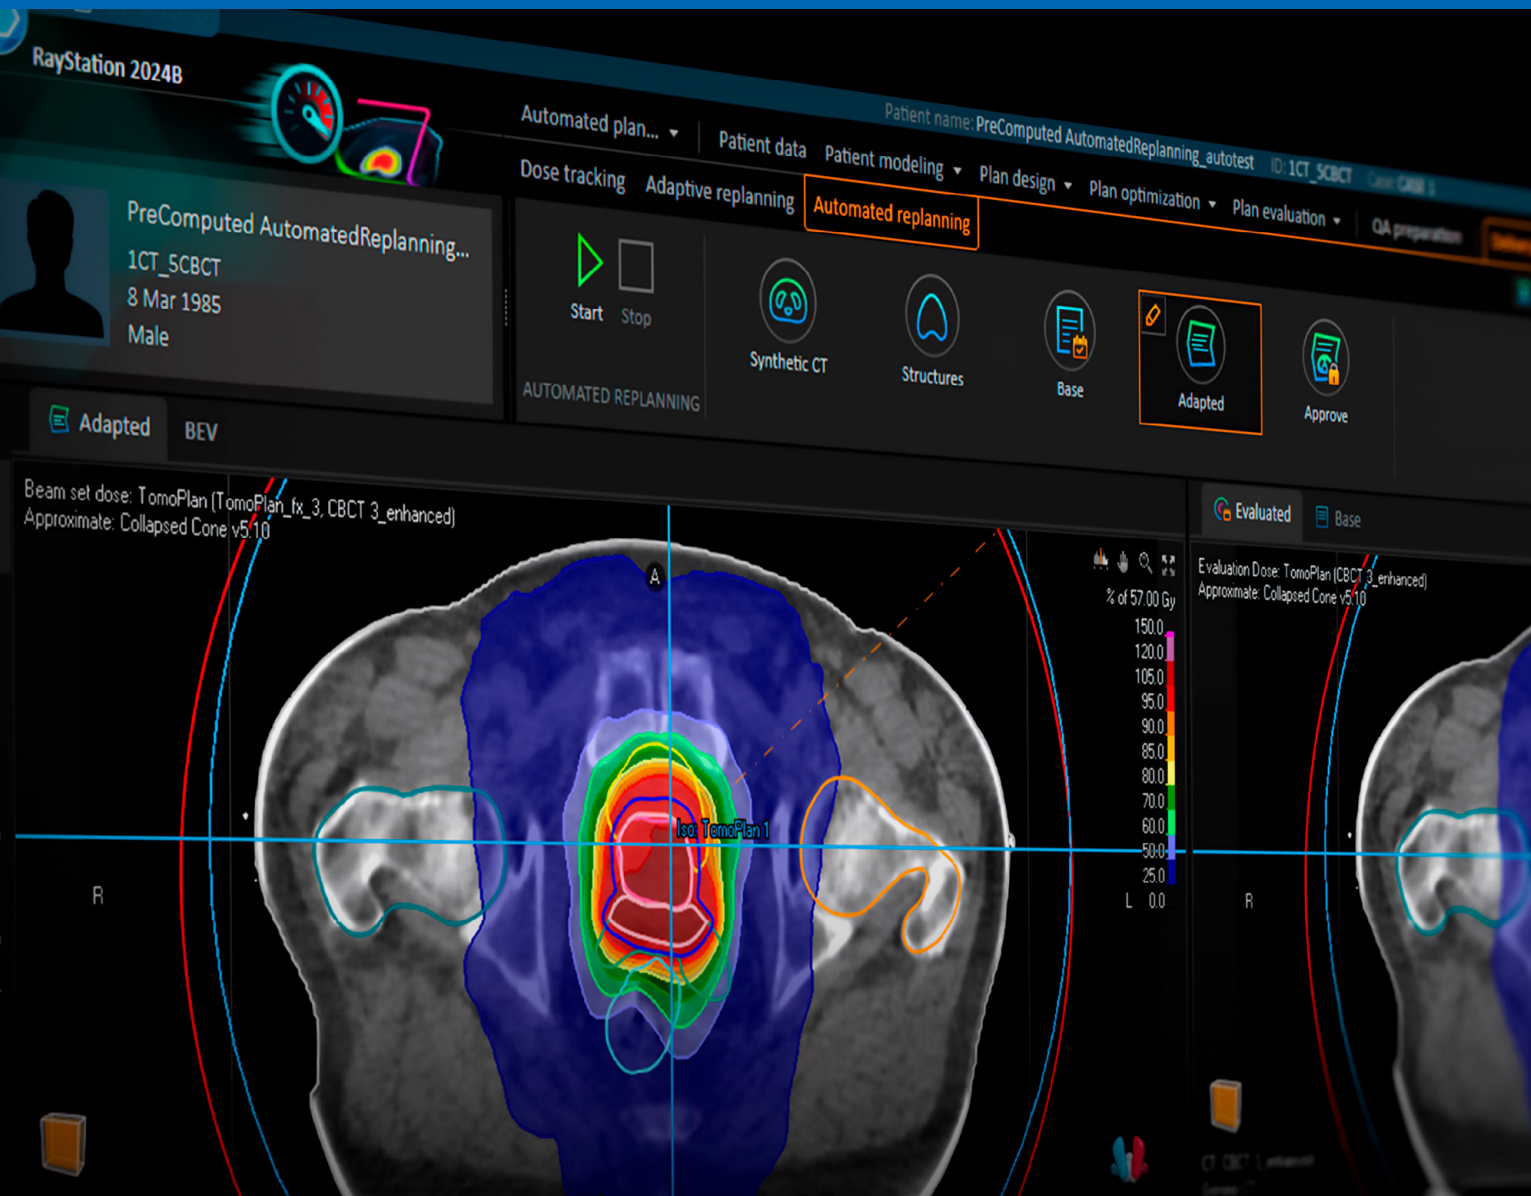 RayStation 2024B
Patient name: PreComputed AutomatedReplanning_autotest ID: 1CT_5CBCT Case: CASE 1
Automated plan... Patient data Patient modeling Plan design Plan optimization Plan evaluation QA preparation
Dose tracking Adaptive replanning Automated replanning
PreComputed AutomatedReplanning...
1CT_5CBCT
8 Mar 1985
Male
Start Stop Synthetic CT Structures Base Adapted Approve
AUTOMATED REPLANNING
Adapted BEV
Beam set dose: TomoPlan (TomoPlan_fx_3, CBCT 3_enhanced)
Approximate: Collapsed Cone v5.10
A
% of 57.00 Gy
150.0
120.0
105.0
95.0
90.0
85.0
80.0
70.0
60.0
50.0
25.0
L 0.0
Iso: TomoPlan 1
R
Evaluated Base
Evaluation Dose: TomoPlan (CBCT 3_enhanced)
Approximate: Collapsed Cone v5.10
R